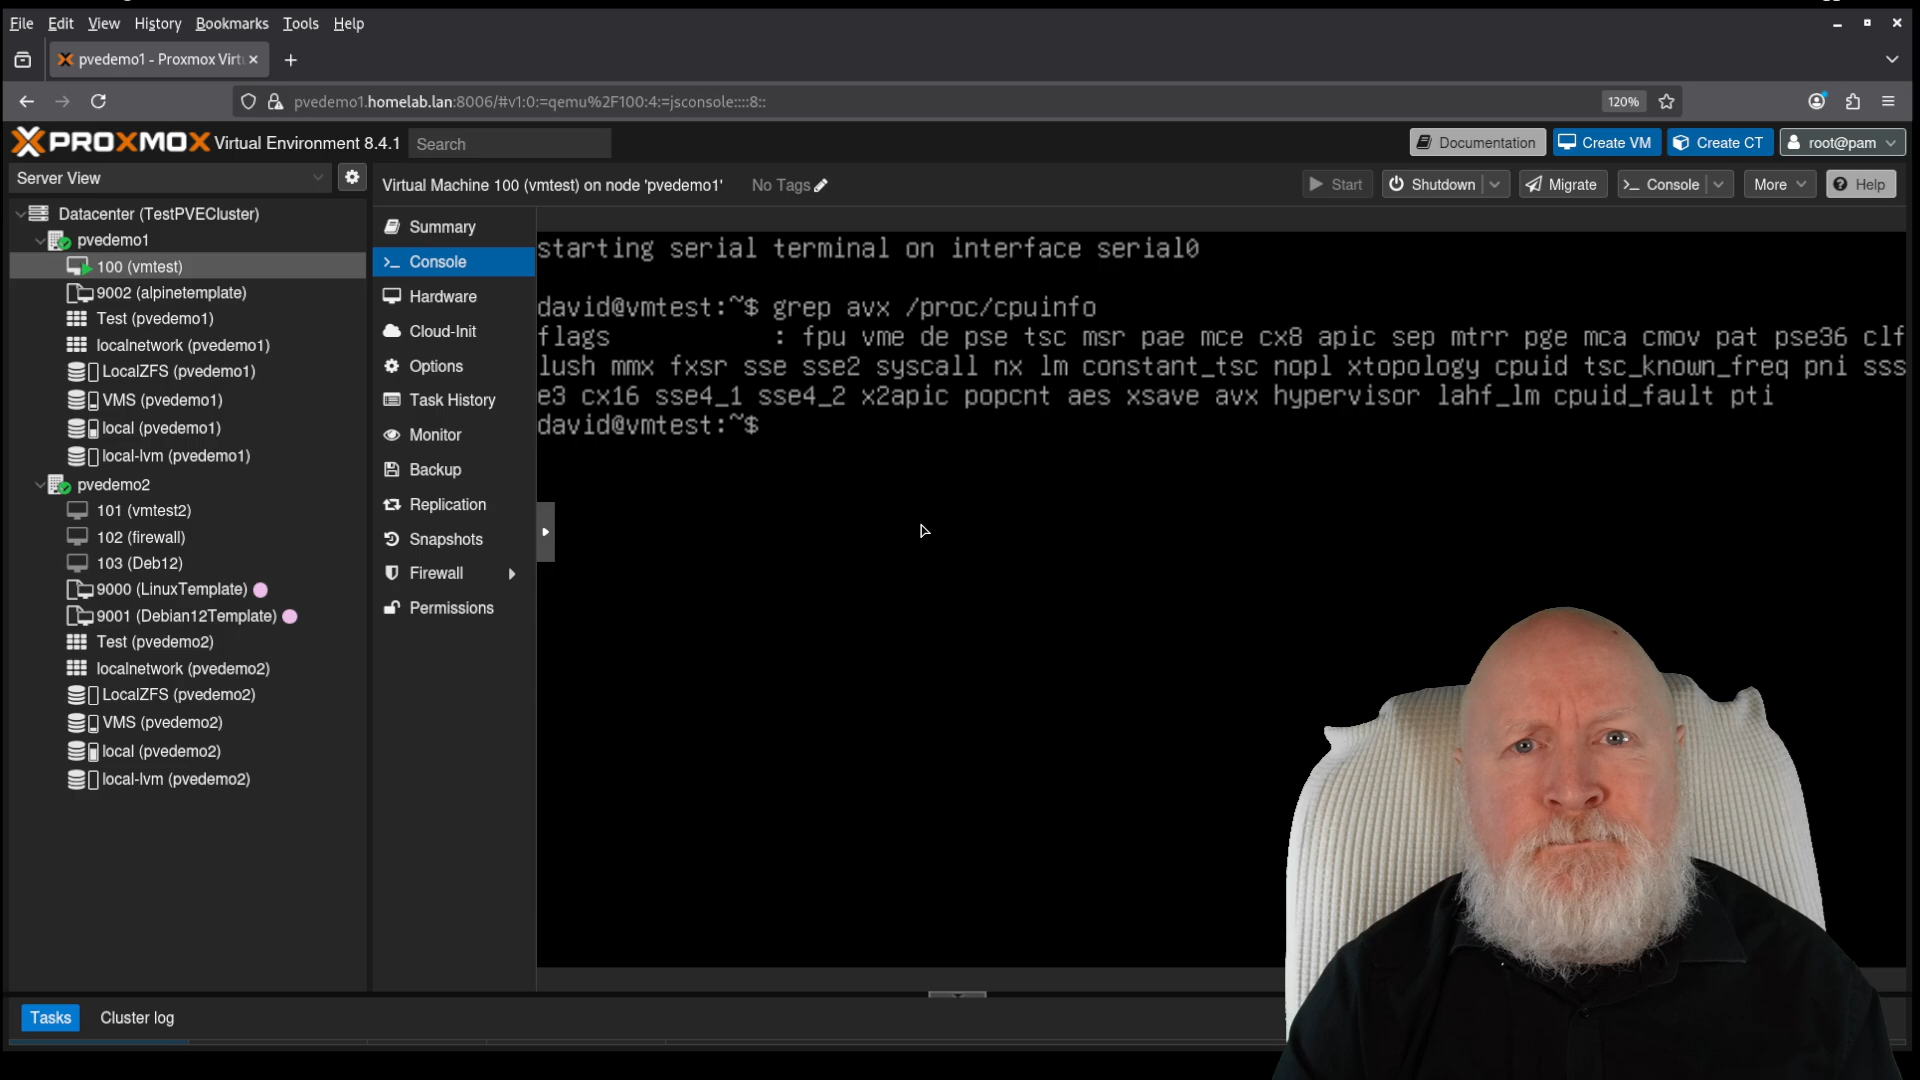 File Edit View History Bookmarks Tools Help
pvedemo1 - Proxmox Virtu
pvedemo1.homelab.lan:8006/#v1:0:=qemu%2F100:4:=jsconsole::::8::
120%
PROXMOX Virtual Environment 8.4.1 Search
Documentation Create VM Create CT root@pam
Server View
Virtual Machine 100 (vmtest) on node 'pvedemo1' No Tags
Start Shutdown Migrate Console More Help
Datacenter (TestPVECluster)
pvedemo1
100 (vmtest)
9002 (alpinetemplate)
Test (pvedemo1)
localnetwork (pvedemo1)
LocalZFS (pvedemo1)
VMS (pvedemo1)
local (pvedemo1)
local-lvm (pvedemo1)
pvedemo2
101 (vmtest2)
102 (firewall)
103 (Deb12)
9000 (LinuxTemplate)
9001 (Debian12Template)
Test (pvedemo2)
localnetwork (pvedemo2)
LocalZFS (pvedemo2)
VMS (pvedemo2)
local (pvedemo2)
local-lvm (pvedemo2)
Summary
Console
Hardware
Cloud-Init
Options
Task History
Monitor
Backup
Replication
Snapshots
Firewall
Permissions
starting serial terminal on interface serial0
david@vmtest:~$ grep avx /proc/cpuinfo
flags : fpu vme de pse tsc msr pae mce cx8 apic sep mtrr pge mca cmov pat pse36 clf
lush mmx fxsr sse sse2 syscall nx lm constant_tsc nopl xtopology cpuid tsc_known_freq pni sss
e3 cx16 sse4_1 sse4_2 x2apic popcnt aes xsave avx hypervisor lahf_lm cpuid_fault pti
david@vmtest:~$
Tasks Cluster log